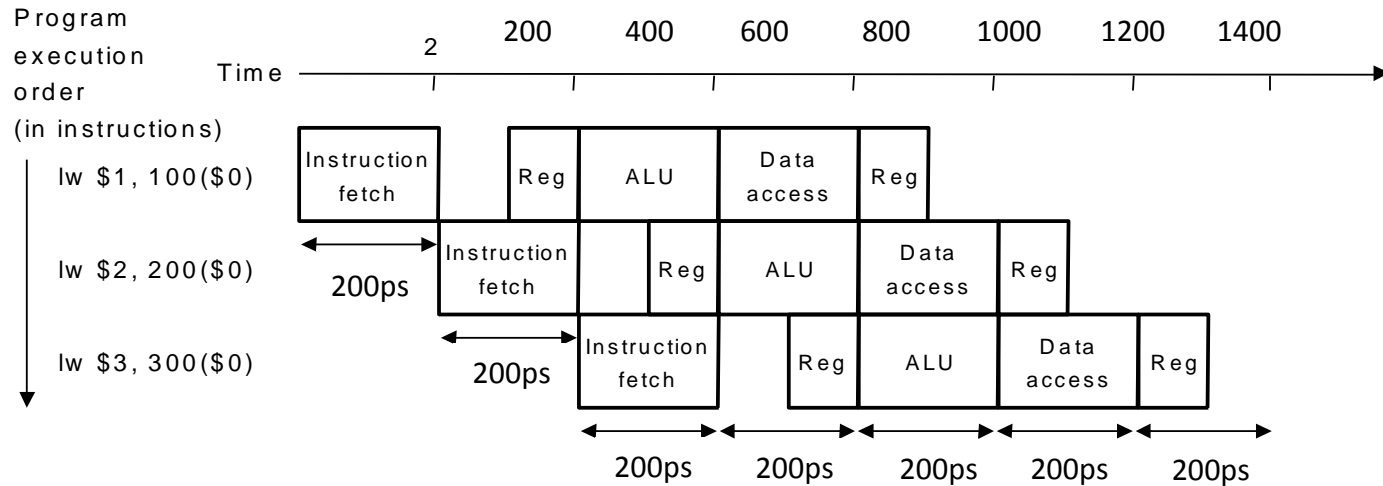 Program
execution
order
(in instructions)
Time
2
200
400
600
800
1000
1200
1400
lw $1, 100($0)
Instruction
fetch
Reg
ALU
Data
access
Reg
200ps
lw $2, 200($0)
Instruction
fetch
Reg
ALU
Data
access
Reg
200ps
lw $3, 300($0)
Instruction
fetch
Reg
ALU
Data
access
Reg
200ps
200ps
200ps
200ps
200ps